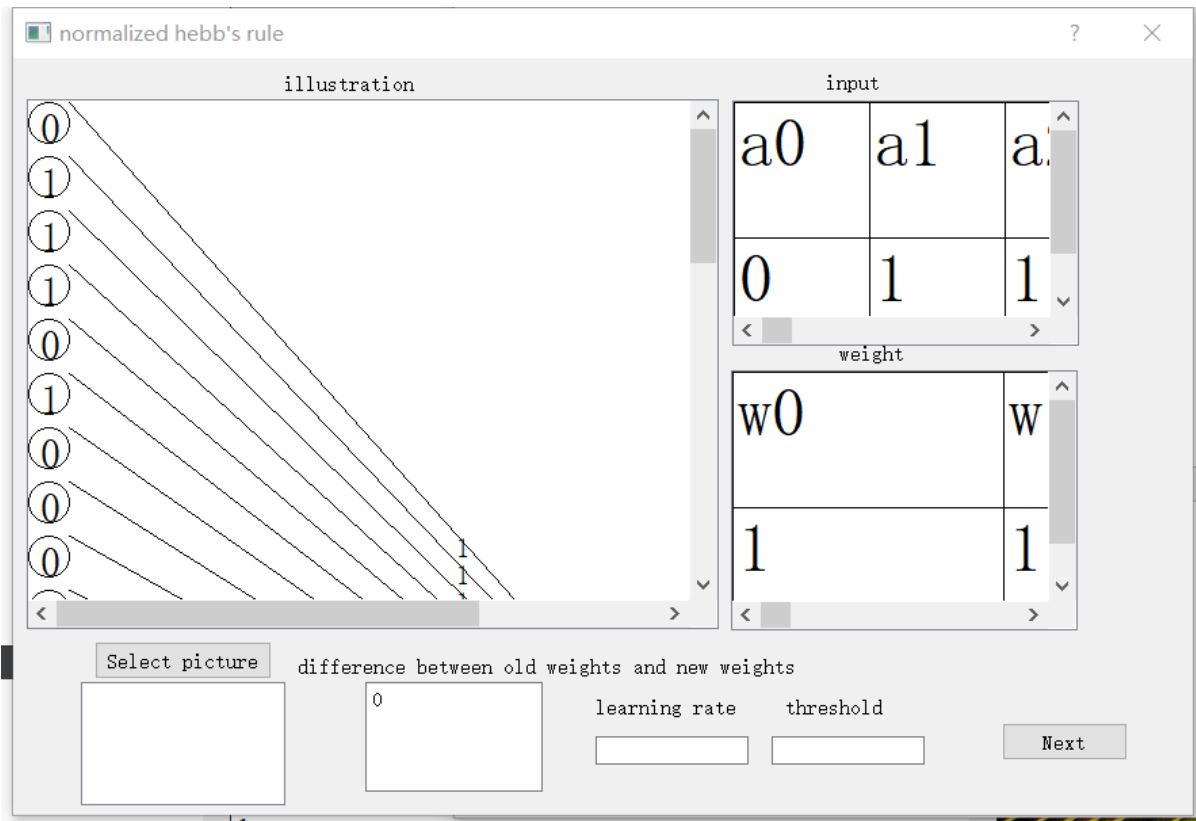 normalized hebb's rule
?
illustration
input
0
1
1
1
0
1
0
0
0
1
1
a0 a1
0 1 1
weight
w0 w
1 1
Select picture
difference between old weights and new weights
0
learning rate
threshold
Next